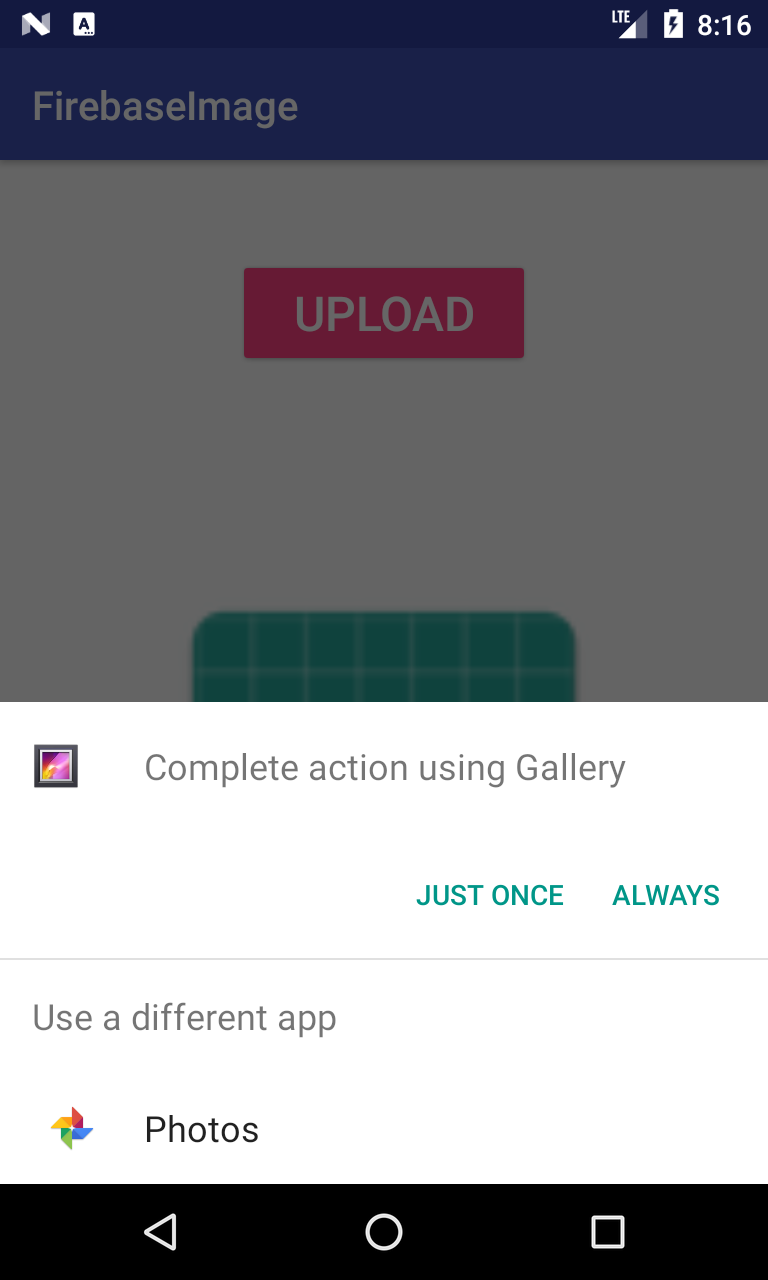 LTE
8:16
FirebaseImage
UPLOAD
Complete action using Gallery
JUST ONCE ALWAYS
Use a different app
Photos